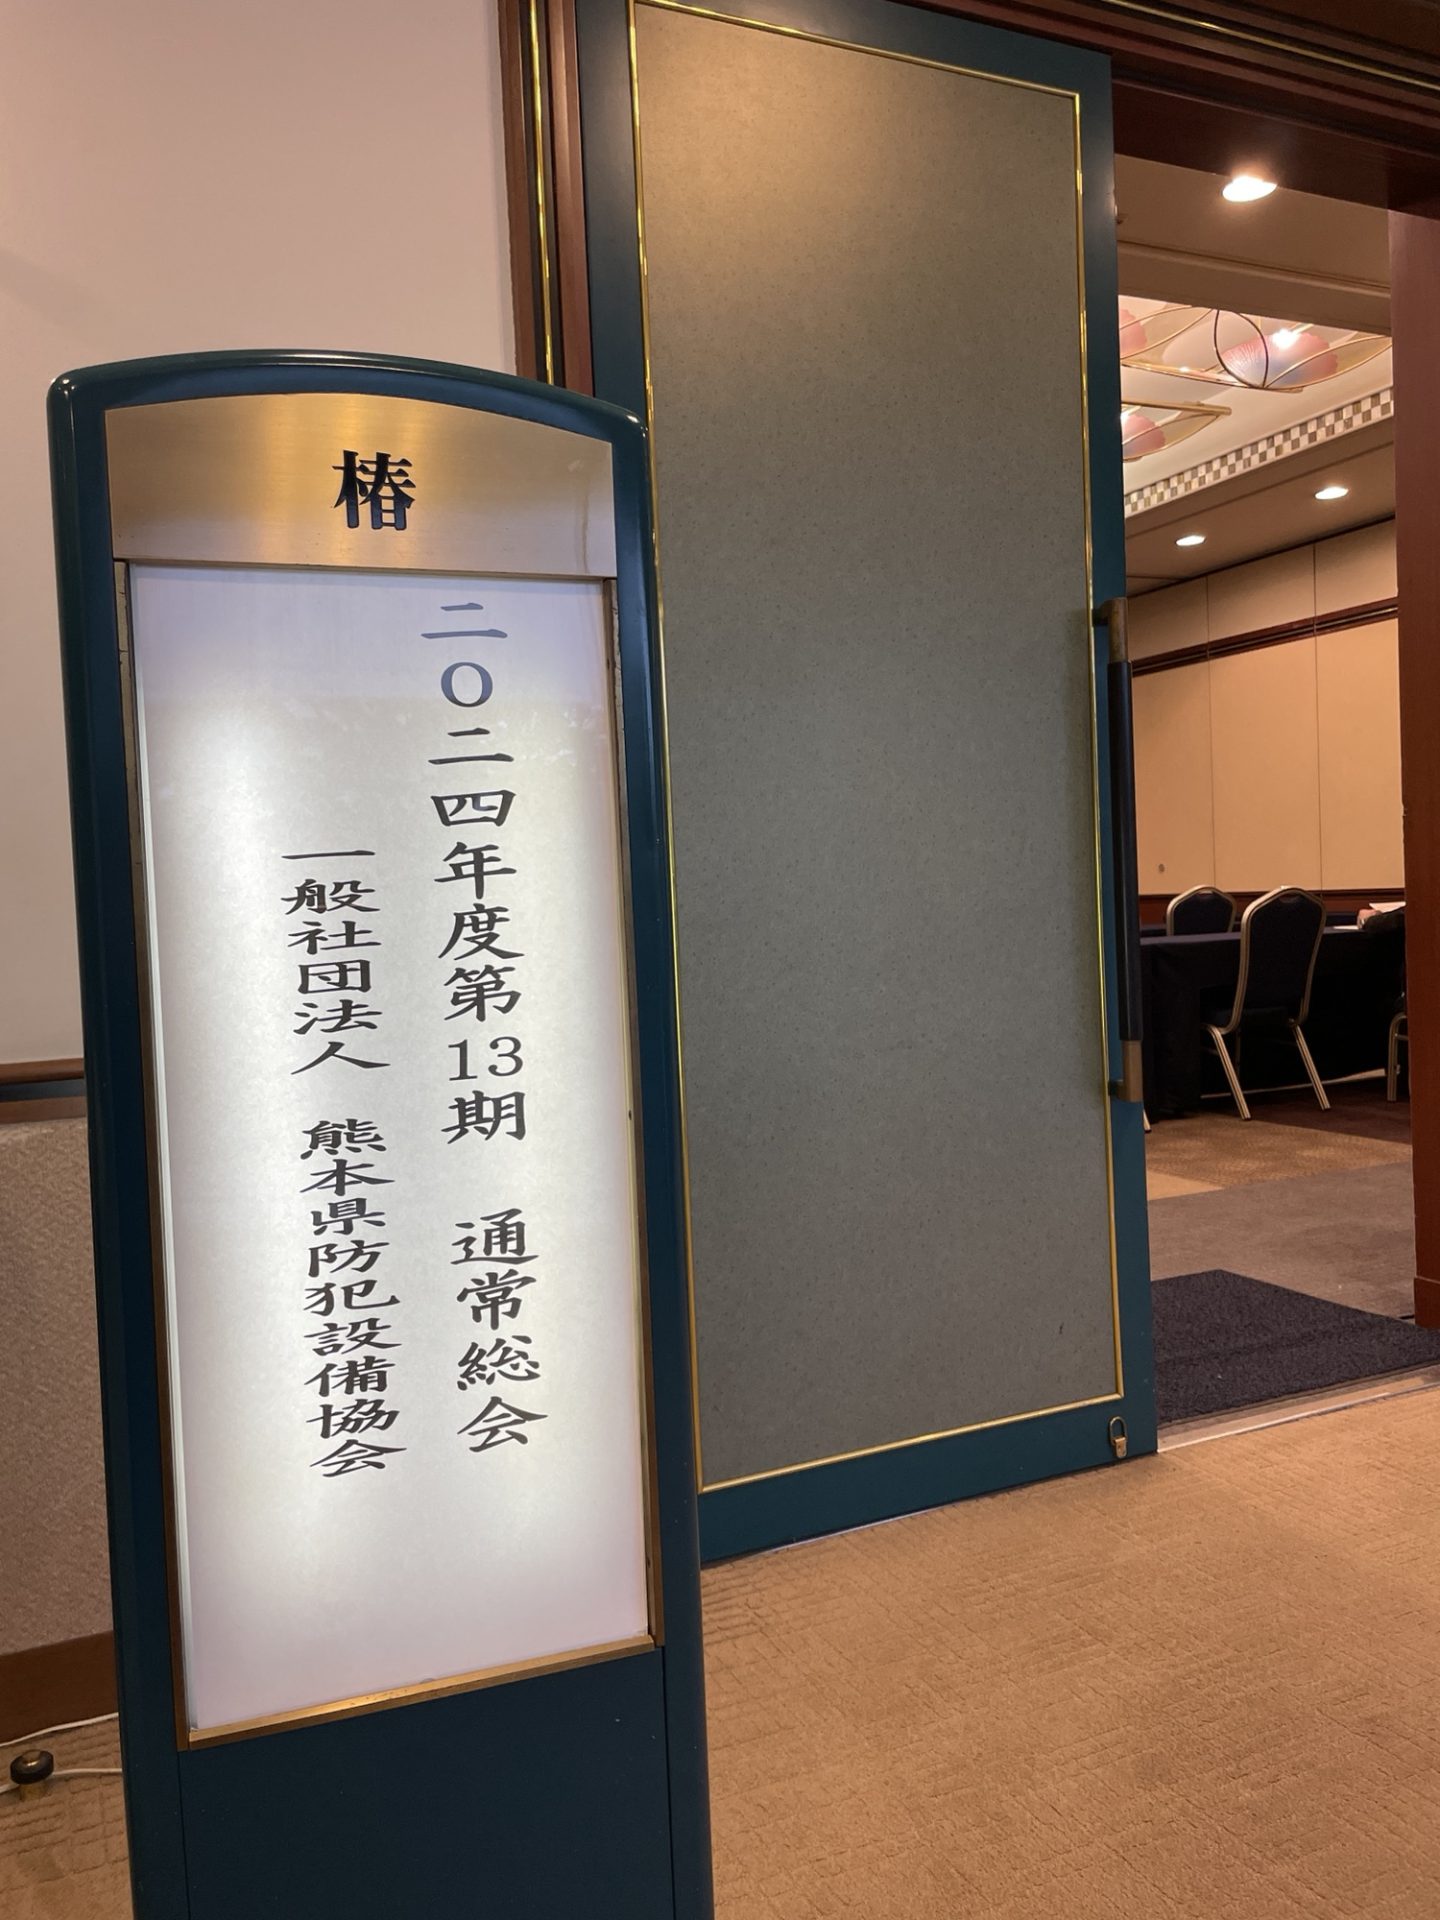 椿
二〇二四年度第13期　通常総会
一般社団法人　熊本県防犯設備協会